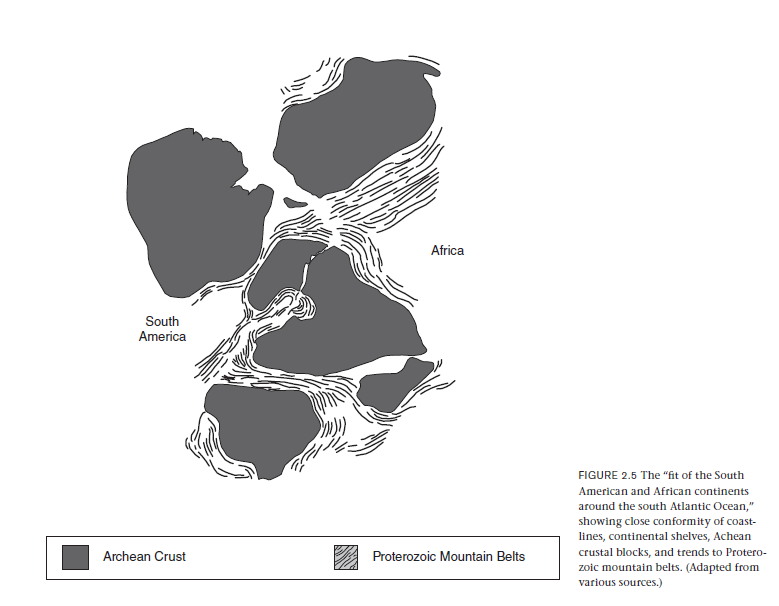 Africa
South
America
FIGURE 2.5 The “fit of the South
American and African continents
around the south Atlantic Ocean,”
showing close conformity of coast-
lines, continental shelves, Achean
crustal blocks, and trends to Protero-
zoic mountain belts. (Adapted from
various sources.)
Archean Crust
Proterozoic Mountain Belts